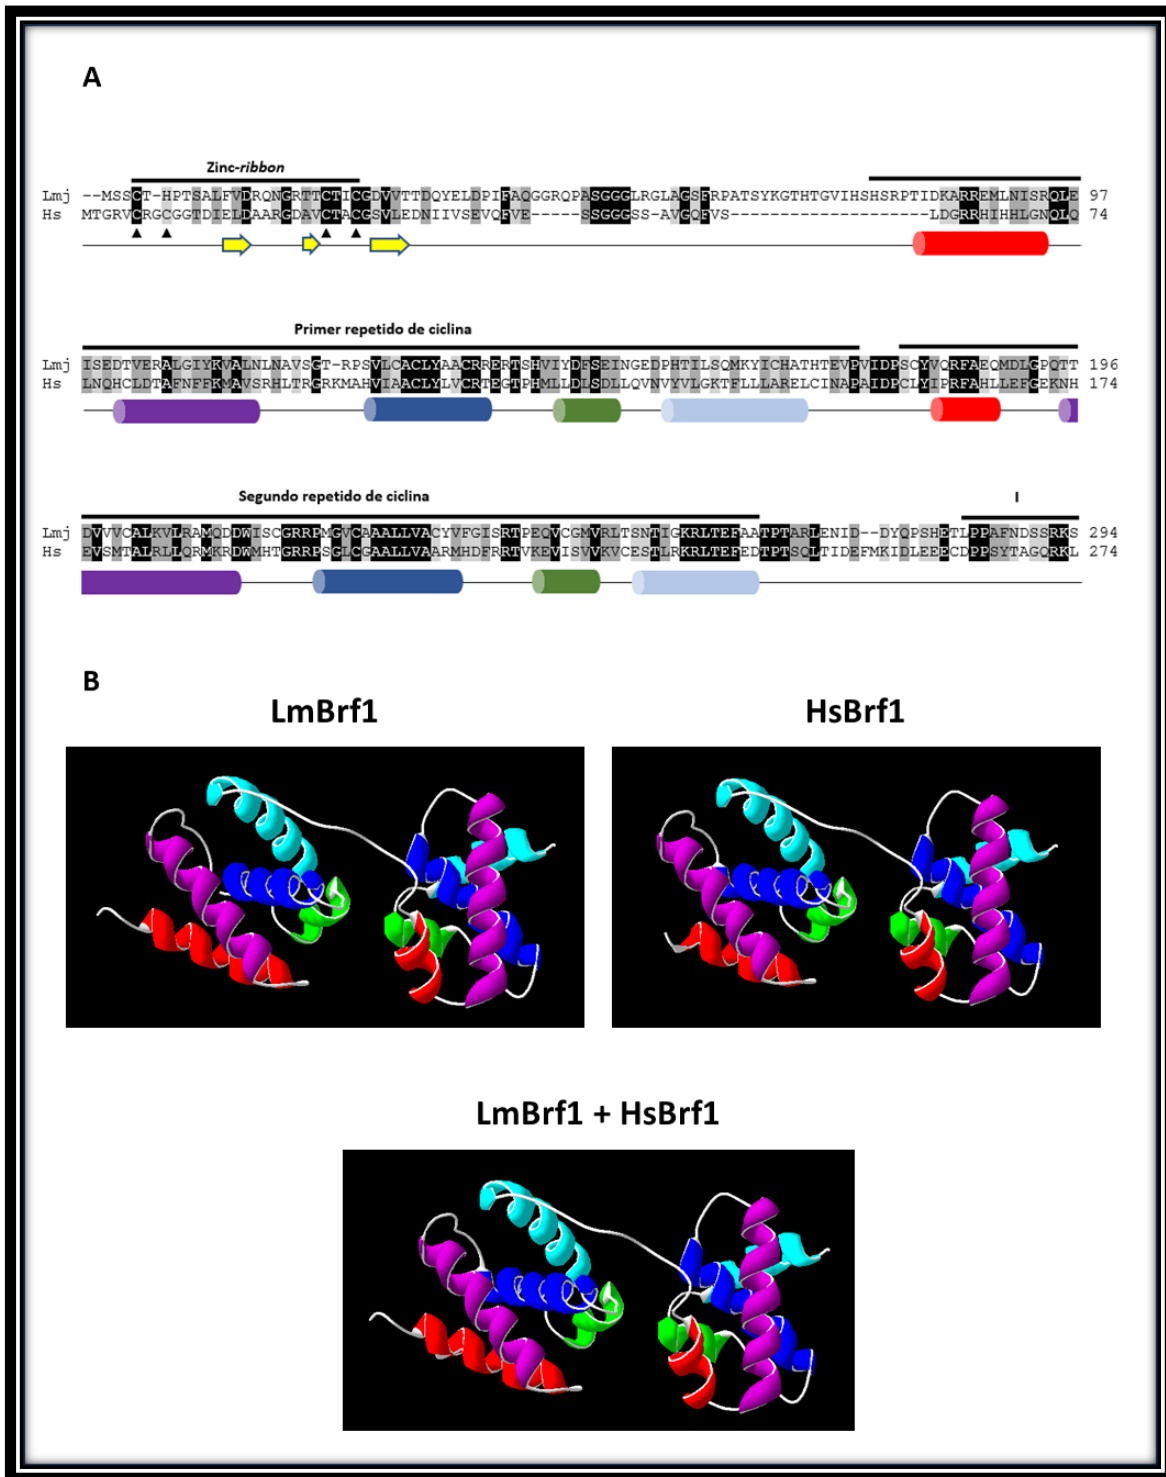 A
Zinc-ribbon
Lmj --MSSCT-HPTSALFVDRQNGRTTCTICGDVVTTDQYELDPIFAQGGRQPASGGGLRGLAGSFRPATSYKGTHTGVIHSHSRPTIDKARREMLNISRQLE 97
Hs MTGRVCRGCGGTDIELDAARGDAVCTACGSVLEDNIIVSEVQFVE-----SSGGGSS-AVGQFVS--------------------LDGRRHIHHLGNQLQ 74
Primer repetido de ciclina
Lmj ISEDTVERALGIYKVALNLNAVSGT-RPSVLCACLYAACRRERTSHVIYDFSEINGEDPHTILSQMKYICHATHTEVPVIDPSCYVQRFAEQMDLGPQTT 196
Hs LNQHCLDTAFNFFKMAVSRHLTRGRKMAHVIAACLYLVCRTEGTPHMLLDLSDLLQVNVYVLGKTFLLLARELCINAPAIDPCLYIPRFAHLLEFGEKNH 174
Segundo repetido de ciclina
I
Lmj DVVVCALKVLRAMQDDWISCGRRPMGVCAAALLVACYVFGISRTPEQVCGMVRLTSNTIGKRLTEFAATPTARLENID--DYQPSHETLPPAFNDSSRKS 294
Hs EVSMTALRLLQRMKRDWMHTGRRPSGLCGAALLVAARMHDFRRTVKEVISVVKVCESTLRKRLTEFEDTPTSQLTIDEFMKIDLEEECDPPSYTAGQRKL 274
B
LmBrf1
HsBrf1
LmBrf1 + HsBrf1